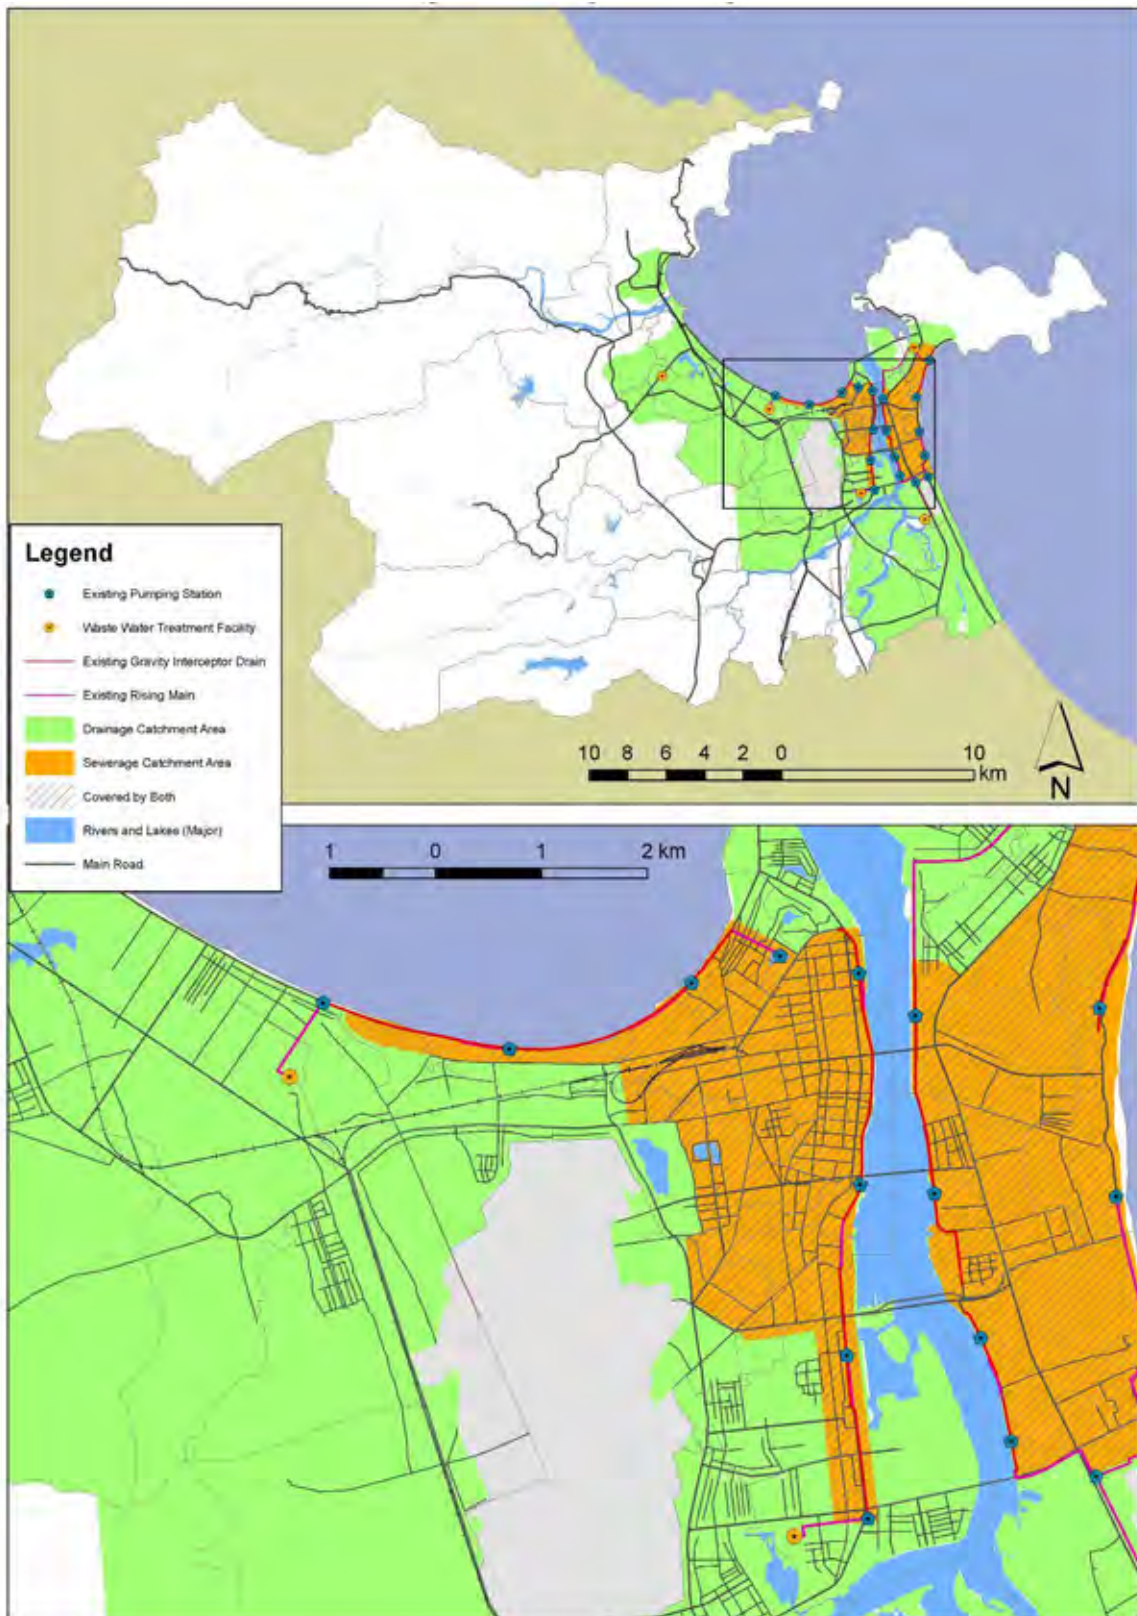 Legend
Existing Pumping Station
Waste Water Treatment Facility
Existing Gravity Interceptor Drain
Existing Rising Main
Drainage Catchment Area
Sewerage Catchment Area
Covered by Both
Rivers and Lakes (Major)
Main Road
10 8 6 4 2 0 10
km
N
1 0 1 2 km